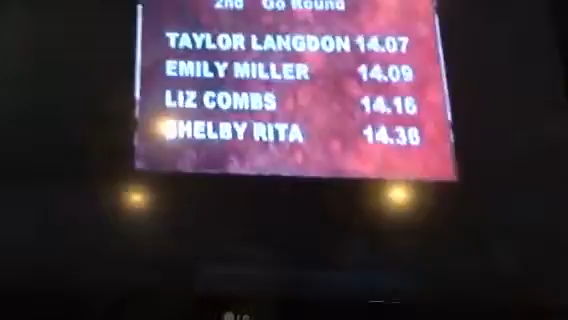 2nd Go Round
TAYLOR LANGDON 14.07
EMILY MILLER 14.09
LIZ COMBS 14.16
SHELBY RITA 14.36
LG